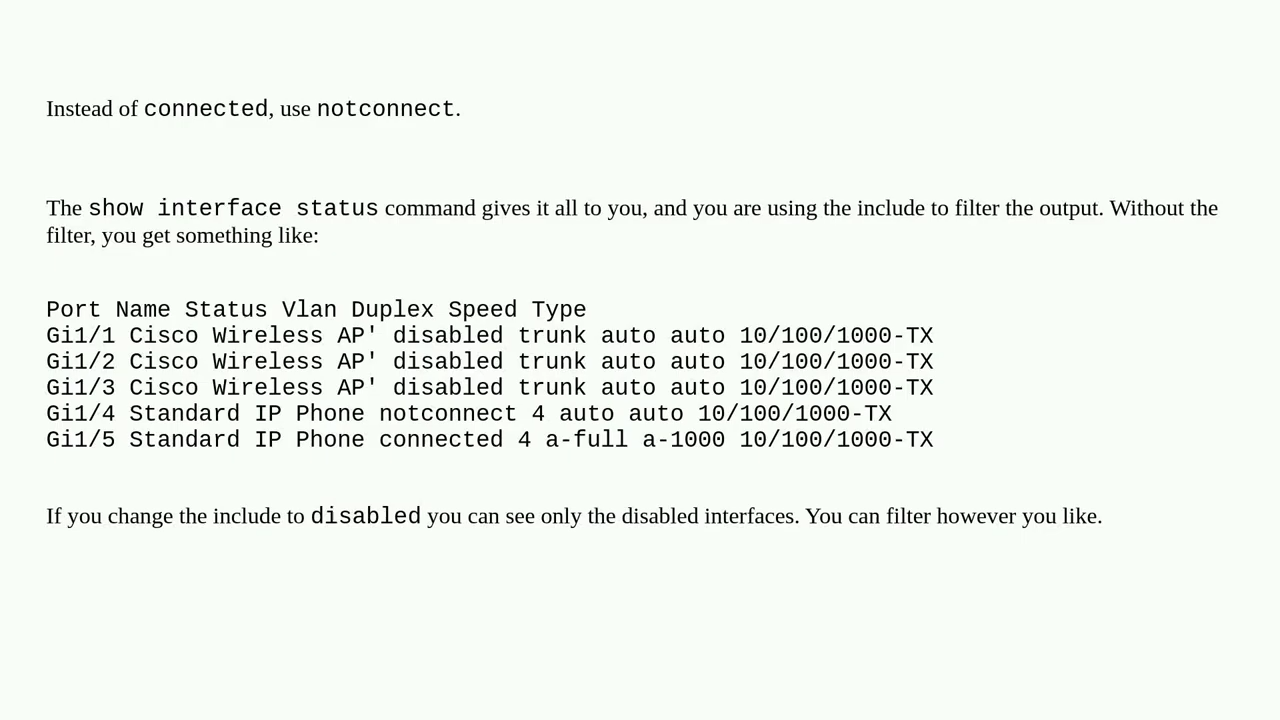 Instead of connected, use notconnect.
The show interface status command gives it all to you, and you are using the include to filter the output. Without the
filter, you get something like:
Port Name Status Vlan Duplex Speed Type
Gi1/1 Cisco Wireless AP' disabled trunk auto auto 10/100/1000-TX
Gi1/2 Cisco Wireless AP' disabled trunk auto auto 10/100/1000-TX
Gi1/3 Cisco Wireless AP' disabled trunk auto auto 10/100/1000-TX
Gi1/4 Standard IP Phone notconnect 4 auto auto 10/100/1000-TX
Gi1/5 Standard IP Phone connected 4 a-full a-1000 10/100/1000-TX
If you change the include to disabled you can see only the disabled interfaces. You can filter however you like.